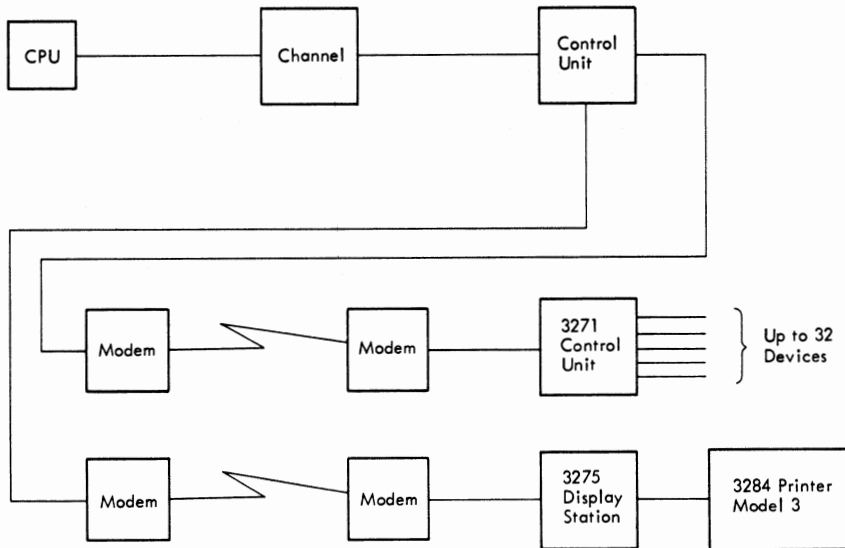 CPU
Channel
Control
Unit
Modem
Modem
3271
Control
Unit
Up to 32
Devices
Modem
Modem
3275
Display
Station
3284 Printer
Model 3